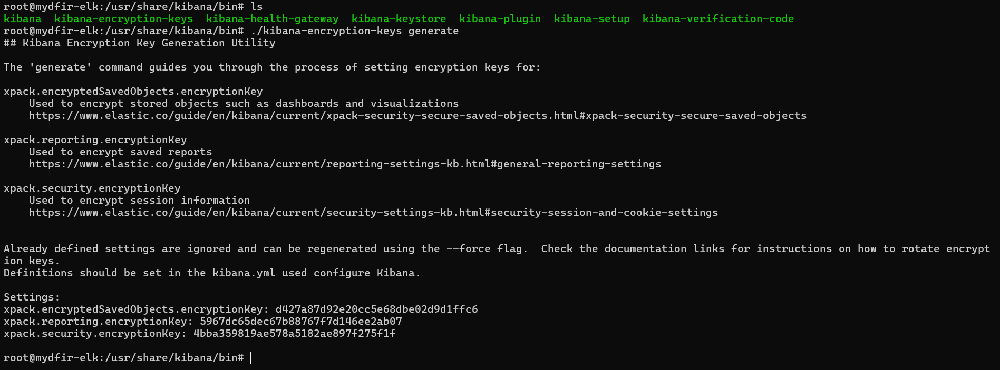 root@mydfir-elk:/usr/share/kibana/bin# ls
kibana  kibana-encryption-keys  kibana-health-gateway  kibana-keystore  kibana-plugin  kibana-setup  kibana-verification-code
root@mydfir-elk:/usr/share/kibana/bin# ./kibana-encryption-keys generate
## Kibana Encryption Key Generation Utility

The 'generate' command guides you through the process of setting encryption keys for:

xpack.encryptedSavedObjects.encryptionKey
    Used to encrypt stored objects such as dashboards and visualizations
    https://www.elastic.co/guide/en/kibana/current/xpack-security-secure-saved-objects.html#xpack-security-secure-saved-objects

xpack.reporting.encryptionKey
    Used to encrypt saved reports
    https://www.elastic.co/guide/en/kibana/current/reporting-settings-kb.html#general-reporting-settings

xpack.security.encryptionKey
    Used to encrypt session information
    https://www.elastic.co/guide/en/kibana/current/security-settings-kb.html#security-session-and-cookie-settings


Already defined settings are ignored and can be regenerated using the --force flag.  Check the documentation links for instructions on how to rotate encrypt
ion keys.
Definitions should be set in the kibana.yml used configure Kibana.

Settings:
xpack.encryptedSavedObjects.encryptionKey: d427a87d92e20cc5e68dbe02d9d1ffc6
xpack.reporting.encryptionKey: 5967dc65dec67b88767f7d146ee2ab07
xpack.security.encryptionKey: 4bba359819ae578a5182ae897f275f1f

root@mydfir-elk:/usr/share/kibana/bin#